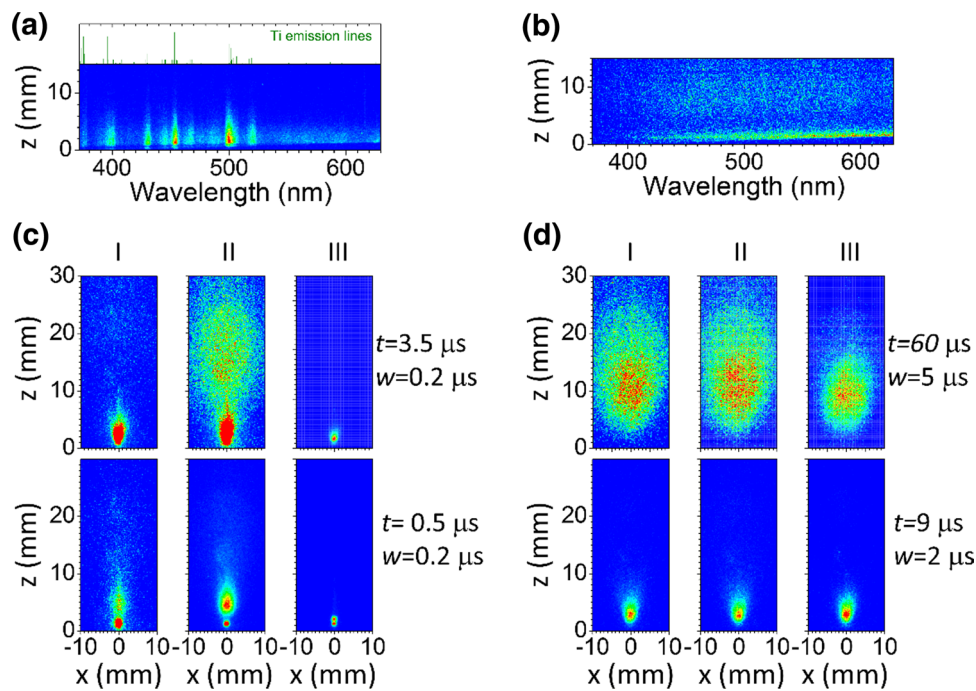 (a)
Ti emission lines
z (mm)
10
0
400 500 600
Wavelength (nm)
(b)
z (mm)
10
0
400 500 600
Wavelength (nm)
(c)
I II III
z (mm)
30
20
10
0
t=3.5 μs
w=0.2 μs
z (mm)
20
10
0
t= 0.5 μs
w=0.2 μs
-10 0 10 -10 0 10 -10 0 10
x (mm) x (mm) x (mm)
(d)
I II III
z (mm)
30
20
10
0
t=60 μs
w=5 μs
z (mm)
20
10
0
t=9 μs
w=2 μs
-10 0 10 -10 0 10 -10 0 10
x (mm) x (mm) x (mm)